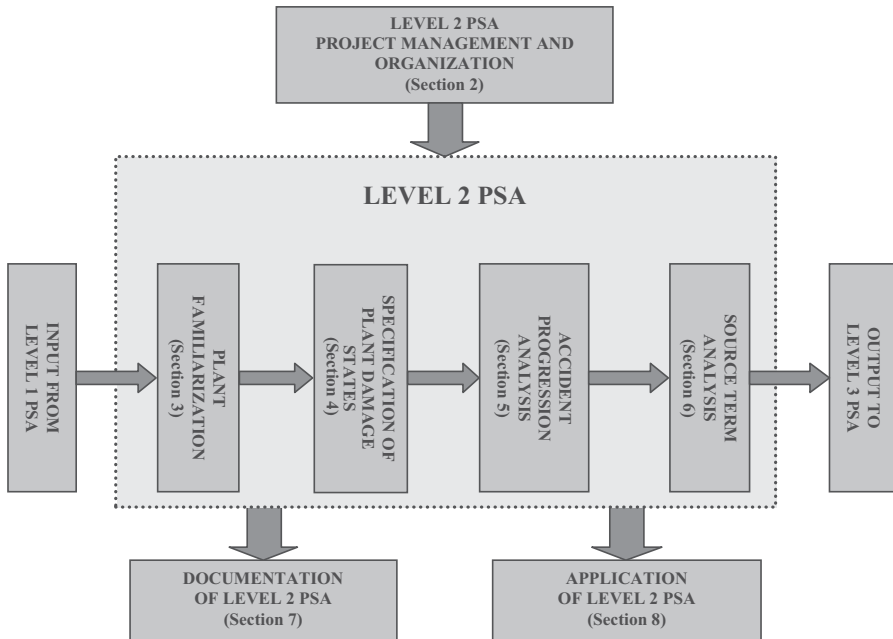 LEVEL 2 PSA
PROJECT MANAGEMENT AND
ORGANIZATION
(Section 2)
LEVEL 2 PSA
INPUT FROM
LEVEL 1 PSA
PLANT
FAMILIARIZATION
(Section 3)
SPECIFICATION OF
PLANT DAMAGE
STATES
(Section 4)
ACCIDENT
PROGRESSION
ANALYSIS
(Section 5)
SOURCE TERM
ANALYSIS
(Section 6)
OUTPUT TO
LEVEL 3 PSA
DOCUMENTATION
OF LEVEL 2 PSA
(Section 7)
APPLICATION
OF LEVEL 2 PSA
(Section 8)